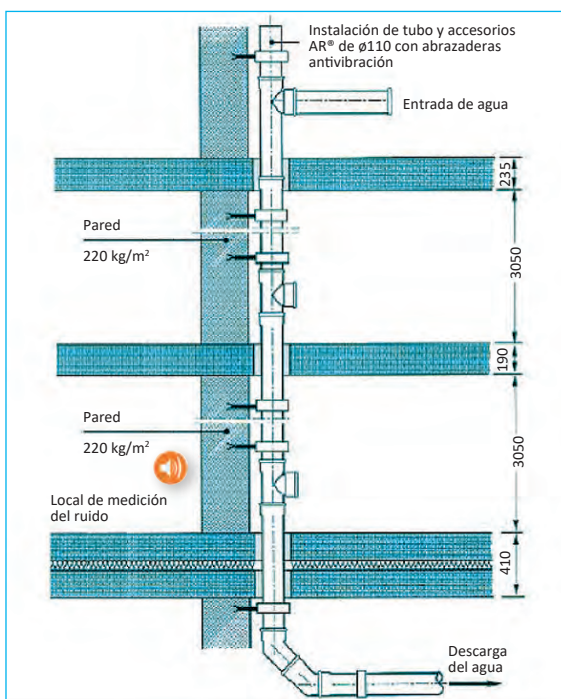 Instalación de tubo y accesorios
AR® de ø110 con abrazaderas
antivibración
Entrada de agua
235
Pared
220 kg/m²
3050
190
Pared
220 kg/m²
3050
Local de medición
del ruido
410
Descarga
del agua